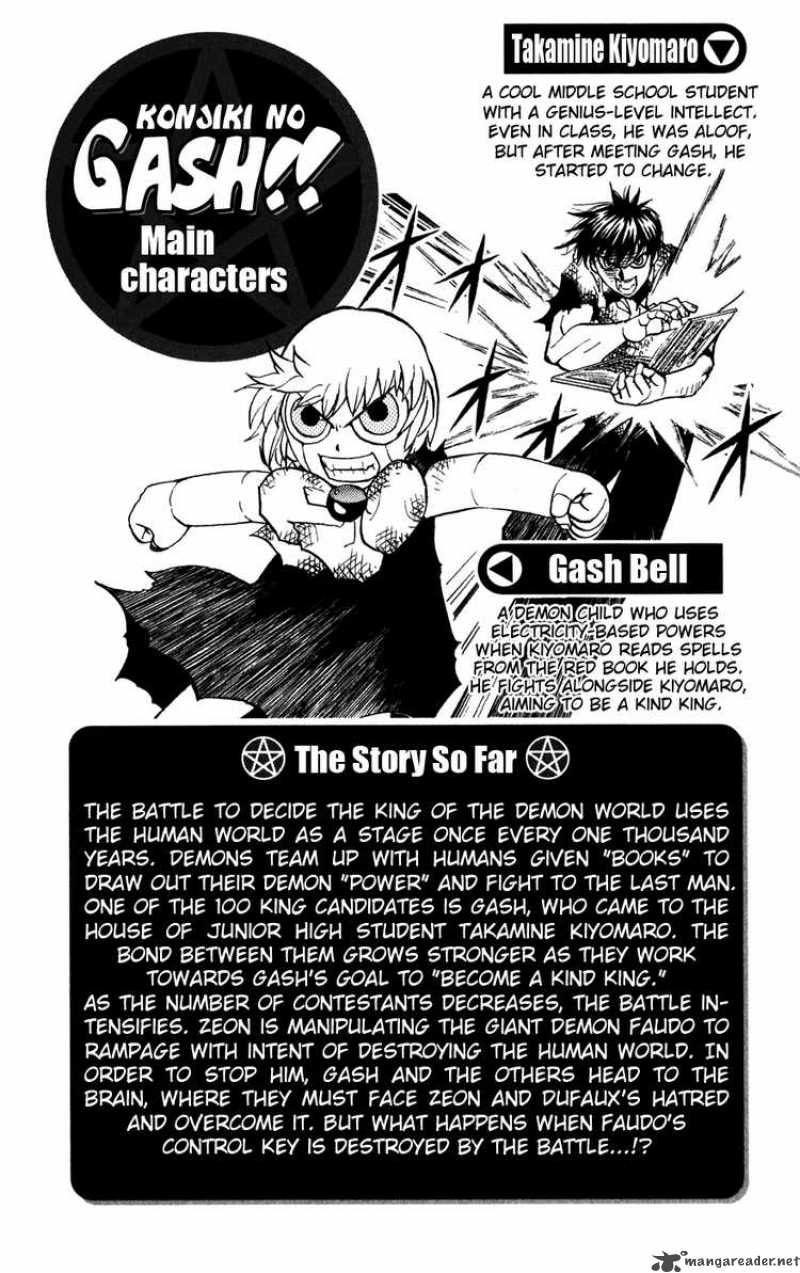 KONJIKI NO
GASH!!
Main
characters
Takamine Kiyomaro
A COOL MIDDLE SCHOOL STUDENT
WITH A GENIUS-LEVEL INTELLECT.
EVEN IN CLASS, HE WAS ALOOF,
BUT AFTER MEETING GASH, HE
STARTED TO CHANGE.
Gash Bell
A DEMON CHILD WHO USES
ELECTRICITY-BASED POWERS
WHEN KIYOMARO READS SPELLS
FROM THE RED BOOK HE HOLDS.
HE FIGHTS ALONGSIDE KIYOMARO,
AIMING TO BE A KIND KING.
The Story So Far
THE BATTLE TO DECIDE THE KING OF THE DEMON WORLD USES
THE HUMAN WORLD AS A STAGE ONCE EVERY ONE THOUSAND
YEARS. DEMONS TEAM UP WITH HUMANS GIVEN "BOOKS" TO
DRAW OUT THEIR DEMON "POWER" AND FIGHT TO THE LAST MAN.
ONE OF THE 100 KING CANDIDATES IS GASH, WHO CAME TO THE
HOUSE OF JUNIOR HIGH STUDENT TAKAMINE KIYOMARO. THE
BOND BETWEEN THEM GROWS STRONGER AS THEY WORK
TOWARDS GASH'S GOAL TO "BECOME A KIND KING."
AS THE NUMBER OF CONTESTANTS DECREASES, THE BATTLE IN-
TENSIFIES. ZEON IS MANIPULATING THE GIANT DEMON FAUDO TO
RAMPAGE WITH INTENT OF DESTROYING THE HUMAN WORLD. IN
ORDER TO STOP HIM, GASH AND THE OTHERS HEAD TO THE
BRAIN, WHERE THEY MUST FACE ZEON AND DUFAUX'S HATRED
AND OVERCOME IT. BUT WHAT HAPPENS WHEN FAUDO'S
CONTROL KEY IS DESTROYED BY THE BATTLE...!?
mangareader.net